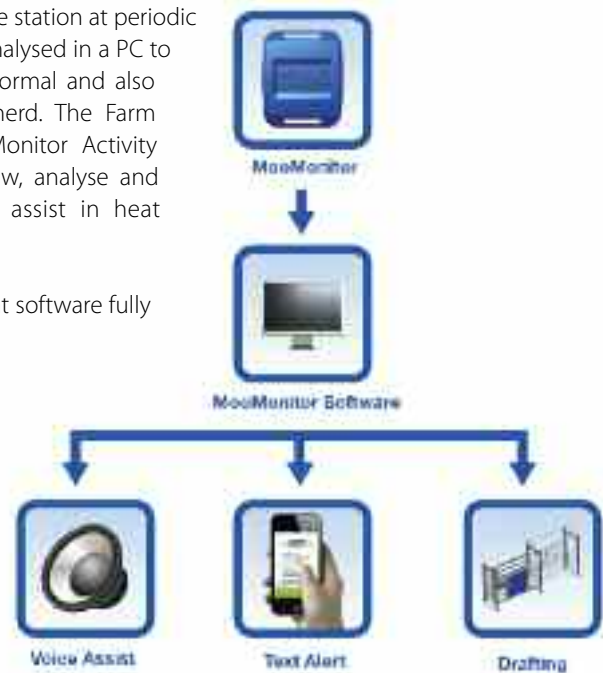 e station at periodic
nalysed in a PC to
ormal and also
herd. The Farm
Monitor Activity
w, analyse and
assist in heat
t software fully
MooMonitor
MooMonitor Software
Voice Assist
Text Alert
Drafting